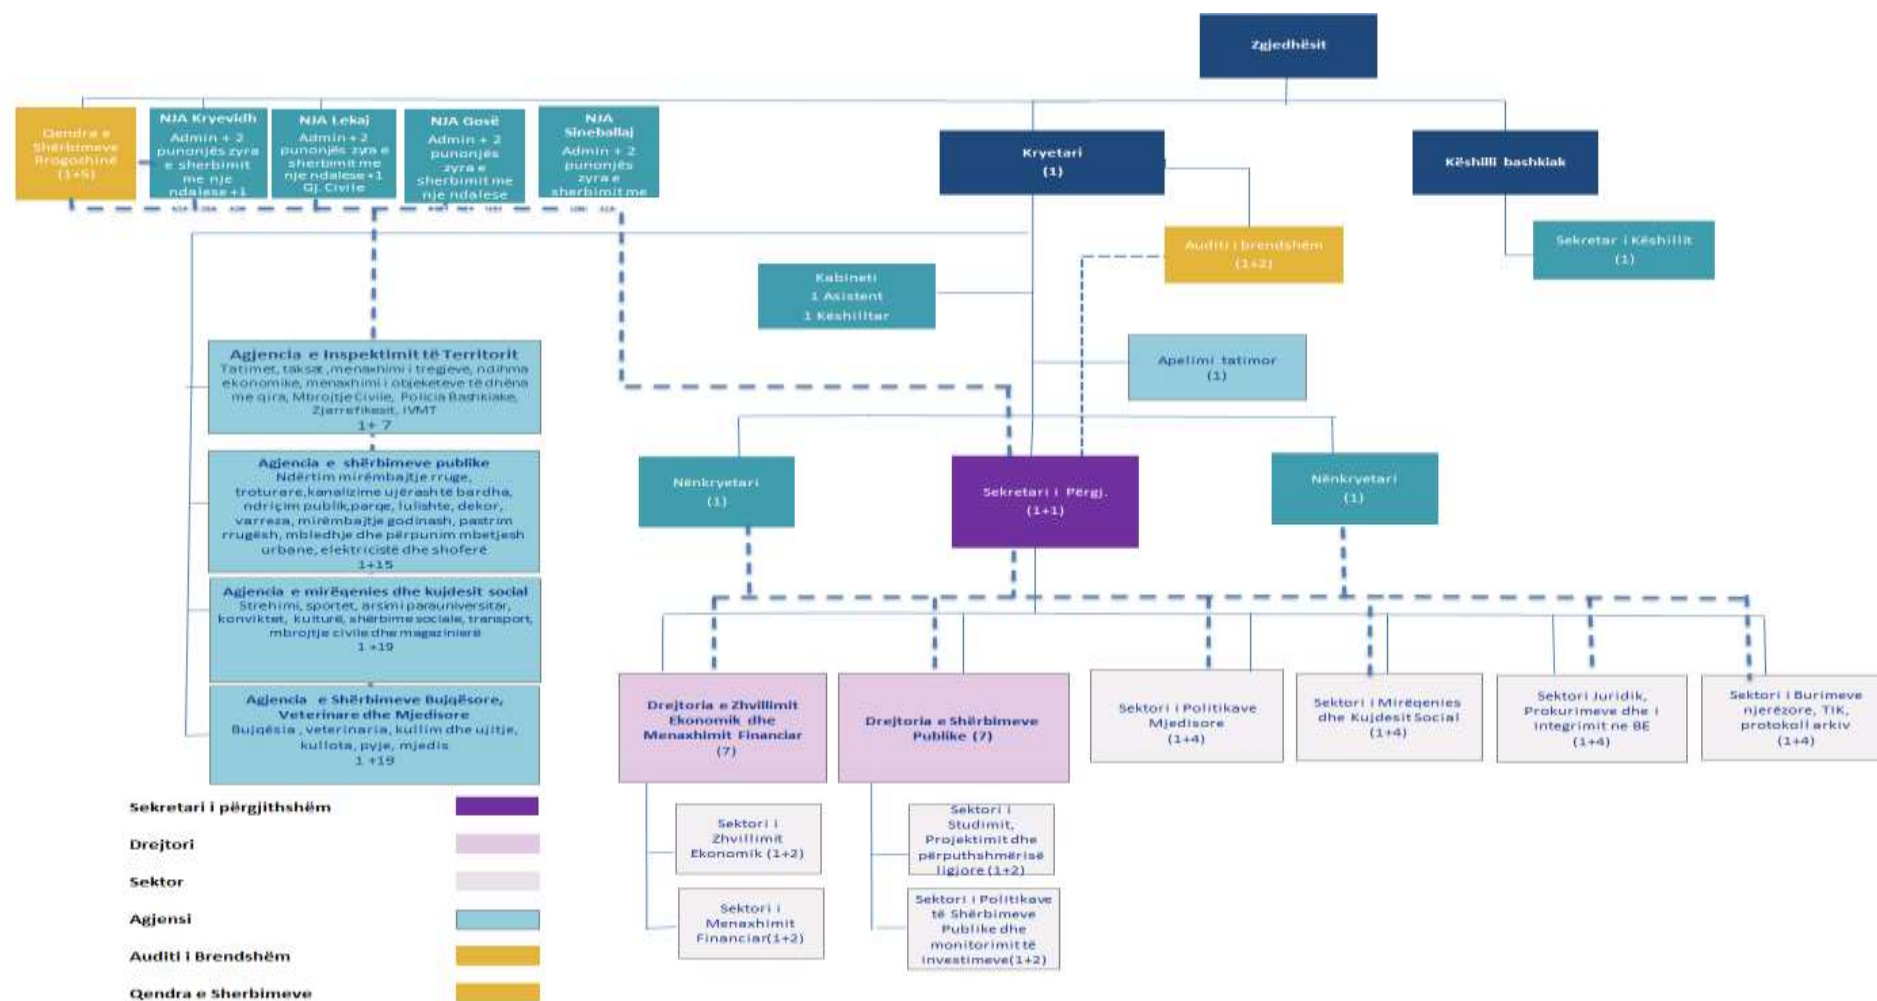 Zgjedhësit
Qendra e
Shërbimeve
Rrogozhinë
(1+5)
NJA Kryevidh
Admin + 2
punonjës zyra
e sherbimit
me nje
ndalese +1
NJA Lekaj
Admin + 2
punonjës zyra e
sherbimit me
nje ndalese +1
Gj. Civile
NJA Gosë
Admin + 2
punonjës
zyra e
sherbimit me
nje ndalese
NJA
Sineballaj
Admin + 2
punonjës
zyra e
sherbimit me
Kryetari
(1)
Këshilli bashkiak
Auditi i brendshëm
(1+2)
Sekretar i Këshillit
(1)
Kabineti
1 Asistent
1 Këshilltar
Apelimi tatimor
(1)
Agjencia e Inspektimit të Territorit
Tatimet, taksat ,menaxhimi i tregjeve, ndihma
ekonomike, menaxhimi i objeketeve të dhëna
me qira, Mbrojtje Civile, Policia Bashkiake,
Zjarrefikesit, IVMT
1+ 7
Agjencia e shërbimeve publike
Ndërtim mirëmbajtje rruge,
troturare,kanalizime ujërash të bardha,
ndriçim publik,parqe, lulishte, dekor,
varreza, mirëmbajtje godinash, pastrim
rrugësh, mbledhje dhe përpunim mbetjesh
urbane, elektricistë dhe shoferë
1+15
Agjencia e mirëqenies dhe kujdesit social
Strehimi, sportet, arsimi parauniversitar,
konviktet, kulturë, shërbime sociale, transport,
mbrojtje civile dhe magazinierë
1 +19
Agjencia e Shërbimeve Bujqësore,
Veterinare dhe Mjedisore
Bujqësia , veterinaria, kullim dhe ujitje,
kullota, pyje, mjedis
1 +19
Nënkryetari
(1)
Sekretari i Përgj.
(1+1)
Nënkryetari
(1)
Drejtoria e Zhvillimit
Ekonomik dhe
Menaxhimit Financiar
(7)
Drejtoria e Shërbimeve
Publike (7)
Sektori i Politikave
Mjedisore
(1+4)
Sektori i Mirëqenies
dhe Kujdesit Social
(1+4)
Sektori Juridik,
Prokurimeve dhe i
Integrimit ne BE
(1+4)
Sektori i Burimeve
njerëzore, TIK,
protokoll arkiv
(1+4)
Sektori i
Zhvillimit
Ekonomik (1+2)
Sektori i
Menaxhimit
Financiar(1+2)
Sektori i
Studimit,
Projektimit dhe
përputhshmërisë
ligjore (1+2)
Sektori i Politikave
të Shërbimeve
Publike dhe
monitorimit të
investimeve(1+2)
Sekretari i përgjithshëm
Drejtori
Sektor
Agjensi
Auditi i Brendshëm
Qendra e Sherbimeve